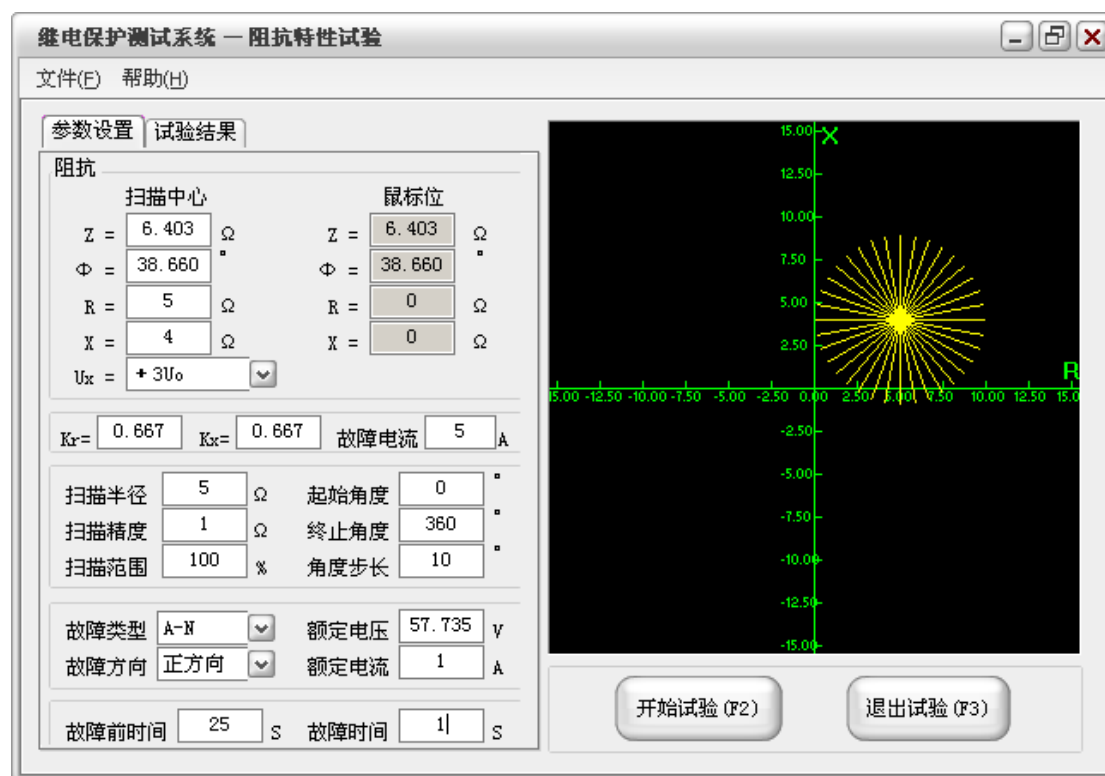 继电保护测试系统 — 阻抗特性试验
文件(F) 帮助(H)
参数设置 试验结果
阻抗
扫描中心 鼠标位
Z = 6.403 Ω Z = 6.403 Ω
Φ = 38.660 ° Φ = 38.660 °
R = 5 Ω R = 0 Ω
X = 4 Ω X = 0 Ω
Ux = + 3U₀
Kr= 0.667 Kx= 0.667 故障电流 5 A
扫描半径 5 Ω 起始角度 0 °
扫描精度 1 Ω 终止角度 360 °
扫描范围 100 % 角度步长 10 °
故障类型 A-N 额定电压 57.735 V
故障方向 正方向 额定电流 1 A
故障前时间 25 S 故障时间 1 S
15.00 X
12.50
10.00
7.50
5.00
2.50
R
15.00 -12.50 -10.00 -7.50 -5.00 -2.50 0.00 2.50 5.00 7.50 10.00 12.50 15.0
-2.50
-5.00
-7.50
-10.00
-12.50
-15.00
开始试验(F2) 退出试验(F3)